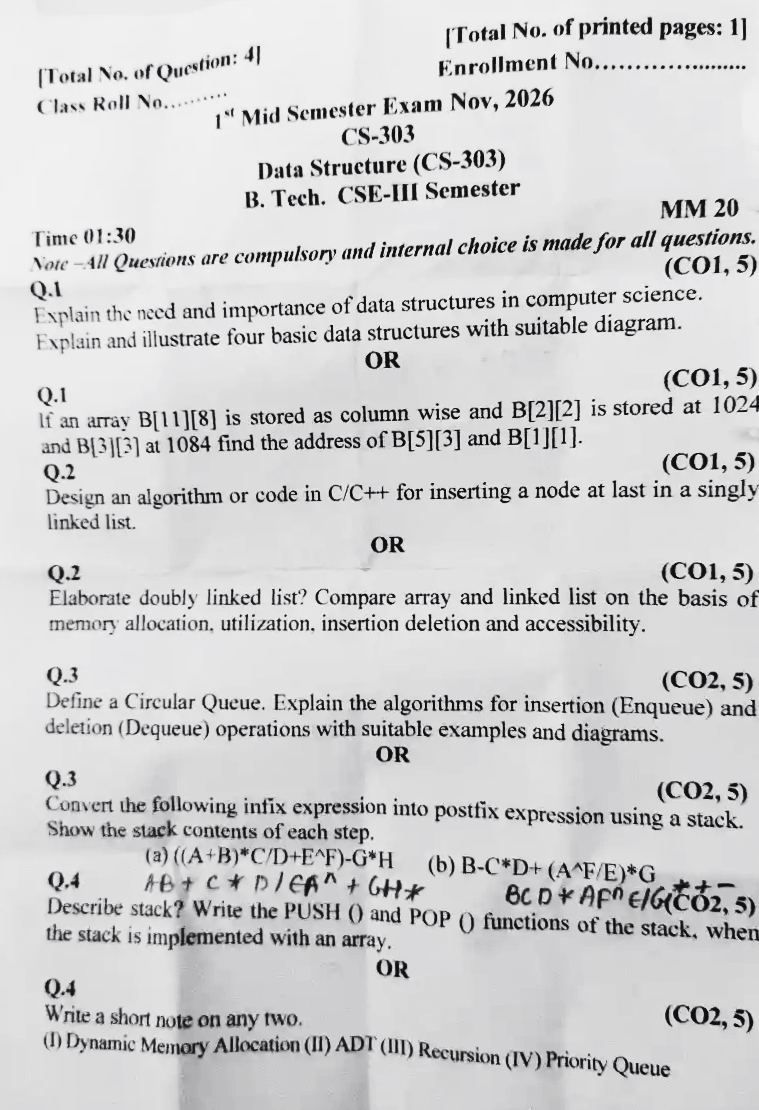 [Total No. of printed pages: 1]
[Total No. of Question: 4]
Enrollment No......................
Class Roll No..........
1st Mid Semester Exam Nov, 2026
CS-303
Data Structure (CS-303)
B. Tech. CSE-III Semester
MM 20
Time 01:30
Note –All Questions are compulsory and internal choice is made for all questions.
(CO1, 5)
Q.1
Explain the need and importance of data structures in computer science.
Explain and illustrate four basic data structures with suitable diagram.
OR
(CO1, 5)
Q.1
If an array B[11][8] is stored as column wise and B[2][2] is stored at 1024
and B[3][3] at 1084 find the address of B[5][3] and B[1][1].
(CO1, 5)
Q.2
Design an algorithm or code in C/C++ for inserting a node at last in a singly
linked list.
OR
Q.2 (CO1, 5)
Elaborate doubly linked list? Compare array and linked list on the basis of
memory allocation, utilization, insertion deletion and accessibility.
Q.3 (CO2, 5)
Define a Circular Queue. Explain the algorithms for insertion (Enqueue) and
deletion (Dequeue) operations with suitable examples and diagrams.
OR
Q.3 (CO2, 5)
Convert the following infix expression into postfix expression using a stack.
Show the stack contents of each step.
(a) ((A+B)*C/D+E^F)-G*H (b) B-C*D+ (A^F/E)*G
AB + C * D / EA ^ + GH * BCD * AF ^ E/G * + -
Q.4 (CO2, 5)
Describe stack? Write the PUSH () and POP () functions of the stack, when
the stack is implemented with an array.
OR
Q.4
Write a short note on any two. (CO2, 5)
(I) Dynamic Memory Allocation (II) ADT (III) Recursion (IV) Priority Queue